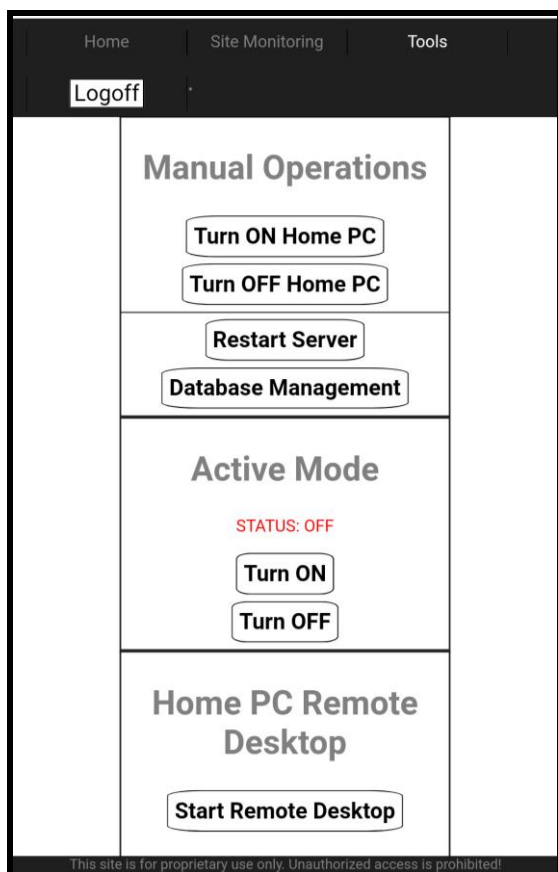 Home Site Monitoring Tools
Logoff
Manual Operations
Turn ON Home PC
Turn OFF Home PC
Restart Server
Database Management
Active Mode
STATUS: OFF
Turn ON
Turn OFF
Home PC Remote
Desktop
Start Remote Desktop
This site is for proprietary use only. Unauthorized access is prohibited!